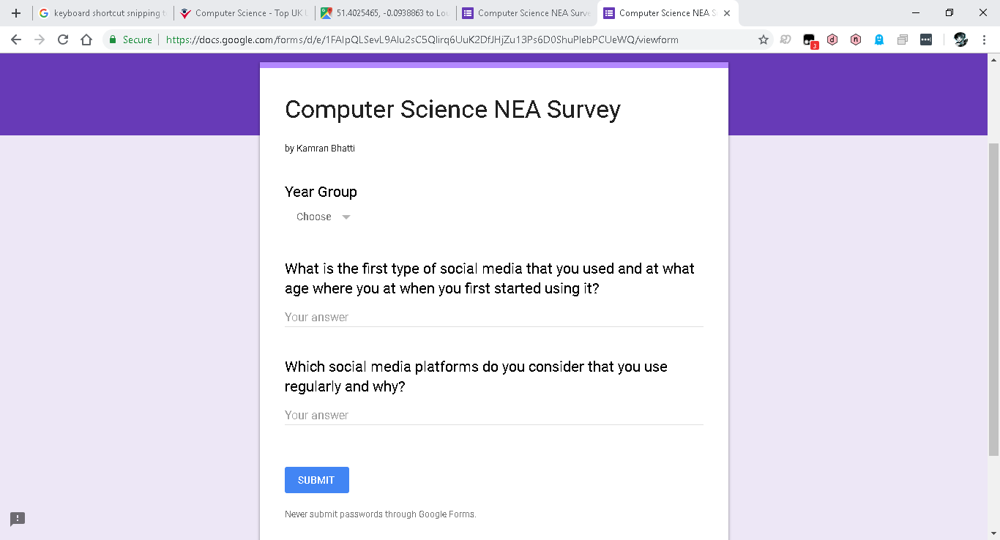 keyboard shortcut snipping t
Computer Science - Top UK U
51.4025465, -0.0938863 to Lou
Computer Science NEA Surve
Computer Science NEA S
Secure
https://docs.google.com/forms/d/e/1FAIpQLSevL9AIu2sC5QIirq6UuK2DfJHjZu13Ps6D0ShuPIebPCUeWQ/viewform
3
Computer Science NEA Survey
by Kamran Bhatti
Year Group
Choose
What is the first type of social media that you used and at what
age where you at when you first started using it?
Your answer
Which social media platforms do you consider that you use
regularly and why?
Your answer
SUBMIT
Never submit passwords through Google Forms.